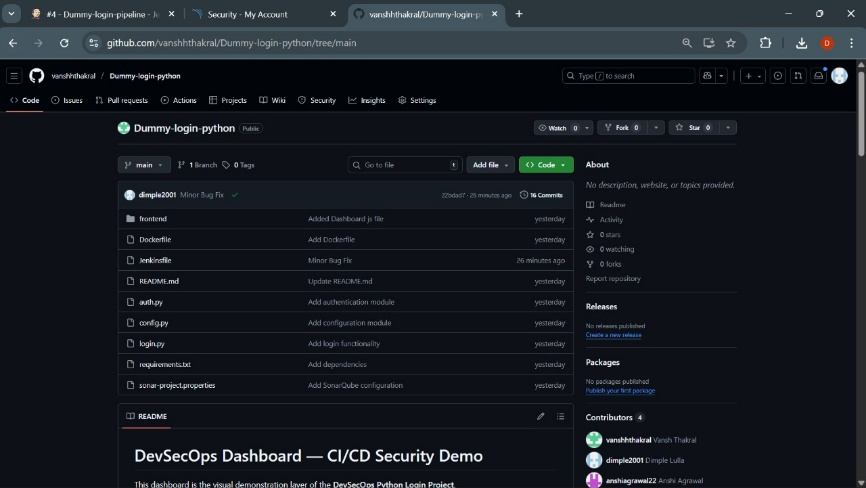 #4 - Dummy-login-pipeline - Je
Security - My Account
vanshhthakral/Dummy-login-p
github.com/vanshhthakral/Dummy-login-python/tree/main
D
vanshhthakral / Dummy-login-python
Type / to search
Code Issues Pull requests Actions Projects Wiki Security Insights Settings
Dummy-login-python Public
Watch 0 Fork 0 Star 0
main 1 Branch 0 Tags Go to file t Add file Code
About
No description, website, or topics provided.
dimple2001 Minor Bug Fix 25 minutes ago 16 Commits
frontend Added Dashboard js file yesterday
Dockerfile Add Dockerfile yesterday
Jenkinsfile Minor Bug Fix 26 minutes ago
README.md Update README.md yesterday
auth.py Add authentication module yesterday
config.py Add configuration module yesterday
login.py Add login functionality yesterday
requirements.txt Add dependencies yesterday
sonar-project.properties Add SonarQube configuration yesterday
Readme
Activity
0 stars
0 watching
0 forks
Report repository
Releases
No releases published
Create a new release
Packages
No packages published
Publish your first package
Contributors 4
vanshhthakral Vansh Thakral
dimple2001 Dimple Lulla
anshiagrawal22 Anshi Agrawal
README
DevSecOps Dashboard — CI/CD Security Demo
This dashboard is the visual demonstration layer of the DevSecOps Python Login Project.